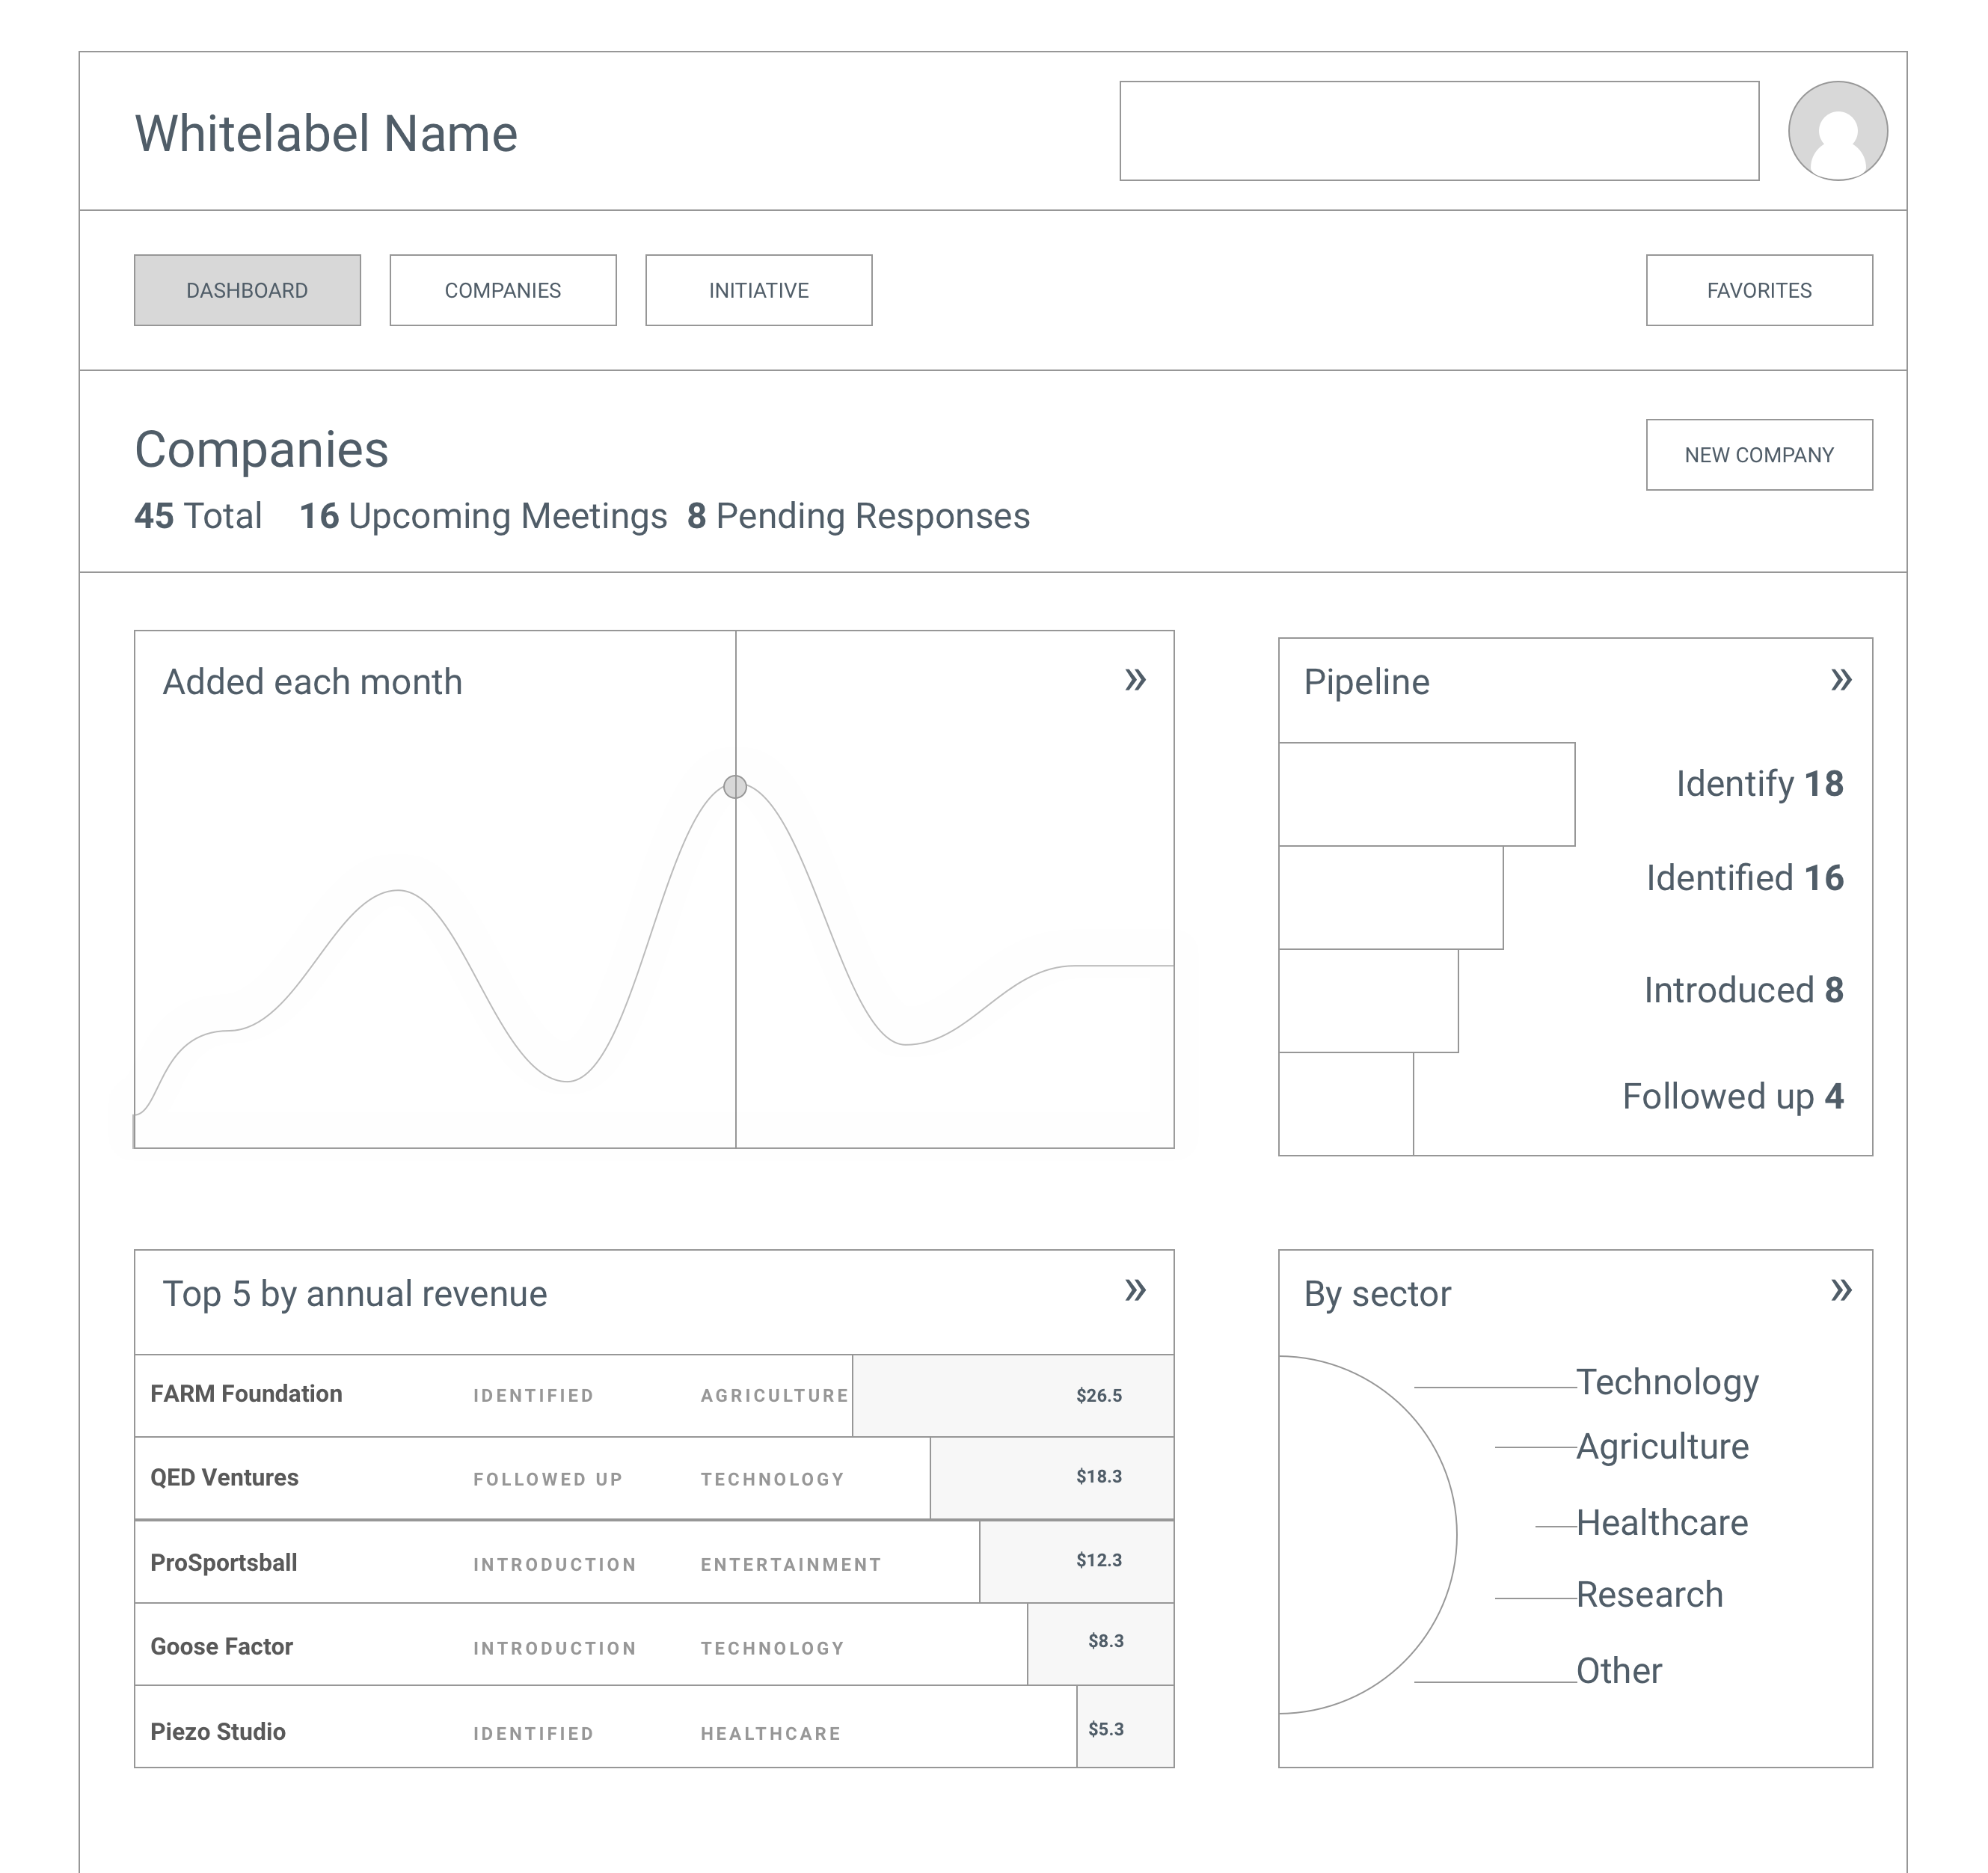 Whitelabel Name
DASHBOARD COMPANIES INITIATIVE FAVORITES
Companies
NEW COMPANY
45 Total 16 Upcoming Meetings 8 Pending Responses
Added each month »
Pipeline »
Identify 18
Identified 16
Introduced 8
Followed up 4
Top 5 by annual revenue »
FARM Foundation IDENTIFIED AGRICULTURE $26.5
QED Ventures FOLLOWED UP TECHNOLOGY $18.3
ProSportsball INTRODUCTION ENTERTAINMENT $12.3
Goose Factor INTRODUCTION TECHNOLOGY $8.3
Piezo Studio IDENTIFIED HEALTHCARE $5.3
By sector »
Technology
Agriculture
Healthcare
Research
Other